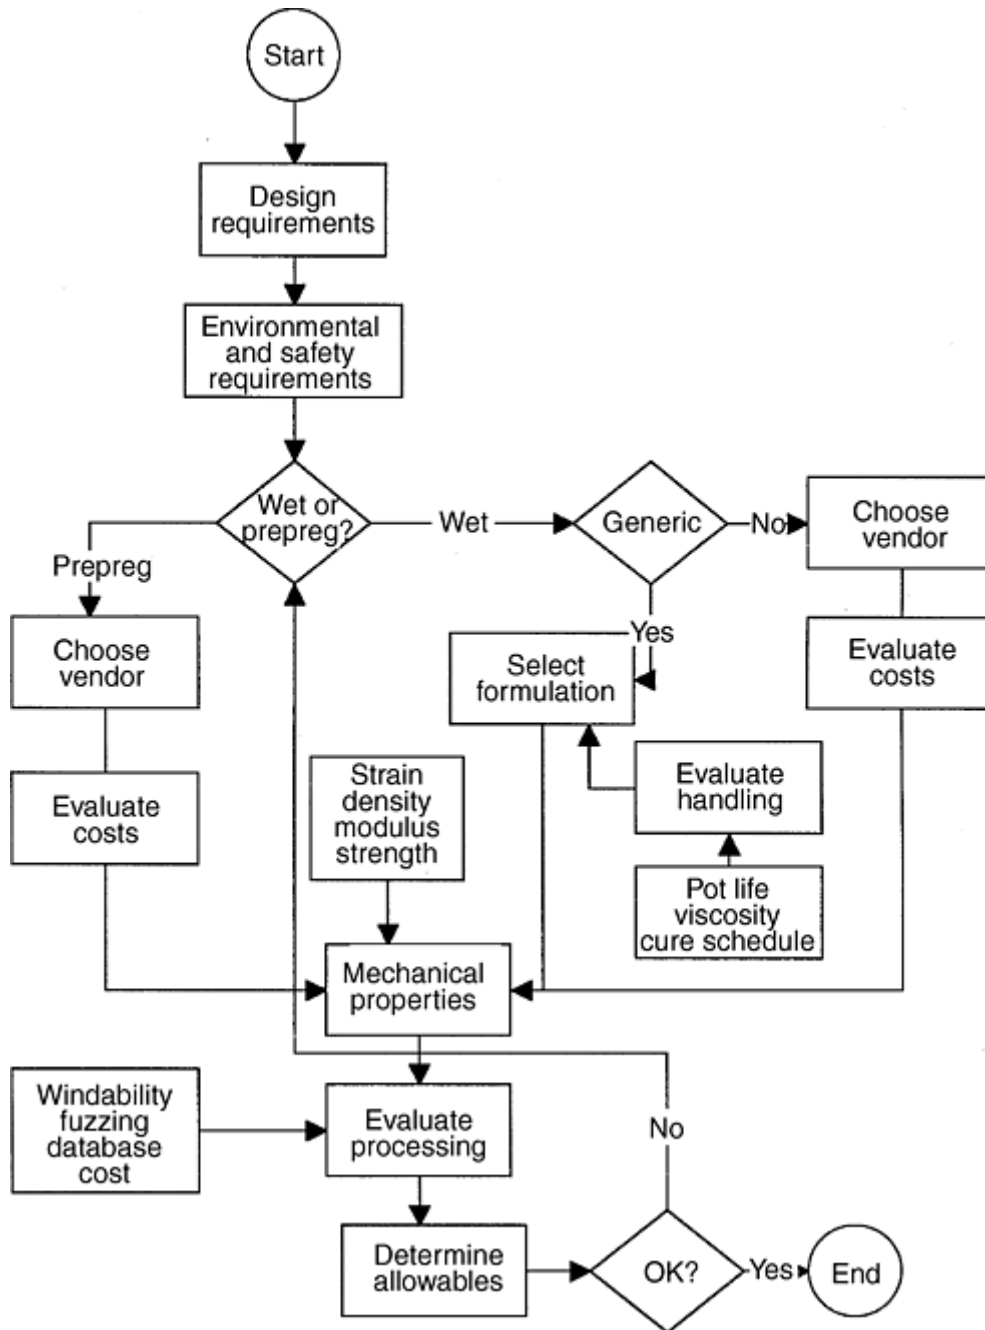 Start
Design
requirements
Environmental
and safety
requirements
Wet or
prepreg?
Wet
Generic
No
Choose
vendor
Prepreg
Choose
vendor
Yes
Select
formulation
Evaluate
costs
Evaluate
costs
Strain
density
modulus
strength
Evaluate
handling
Pot life
viscosity
cure schedule
Mechanical
properties
Windability
fuzzing
database
cost
Evaluate
processing
No
Determine
allowables
OK?
Yes
End